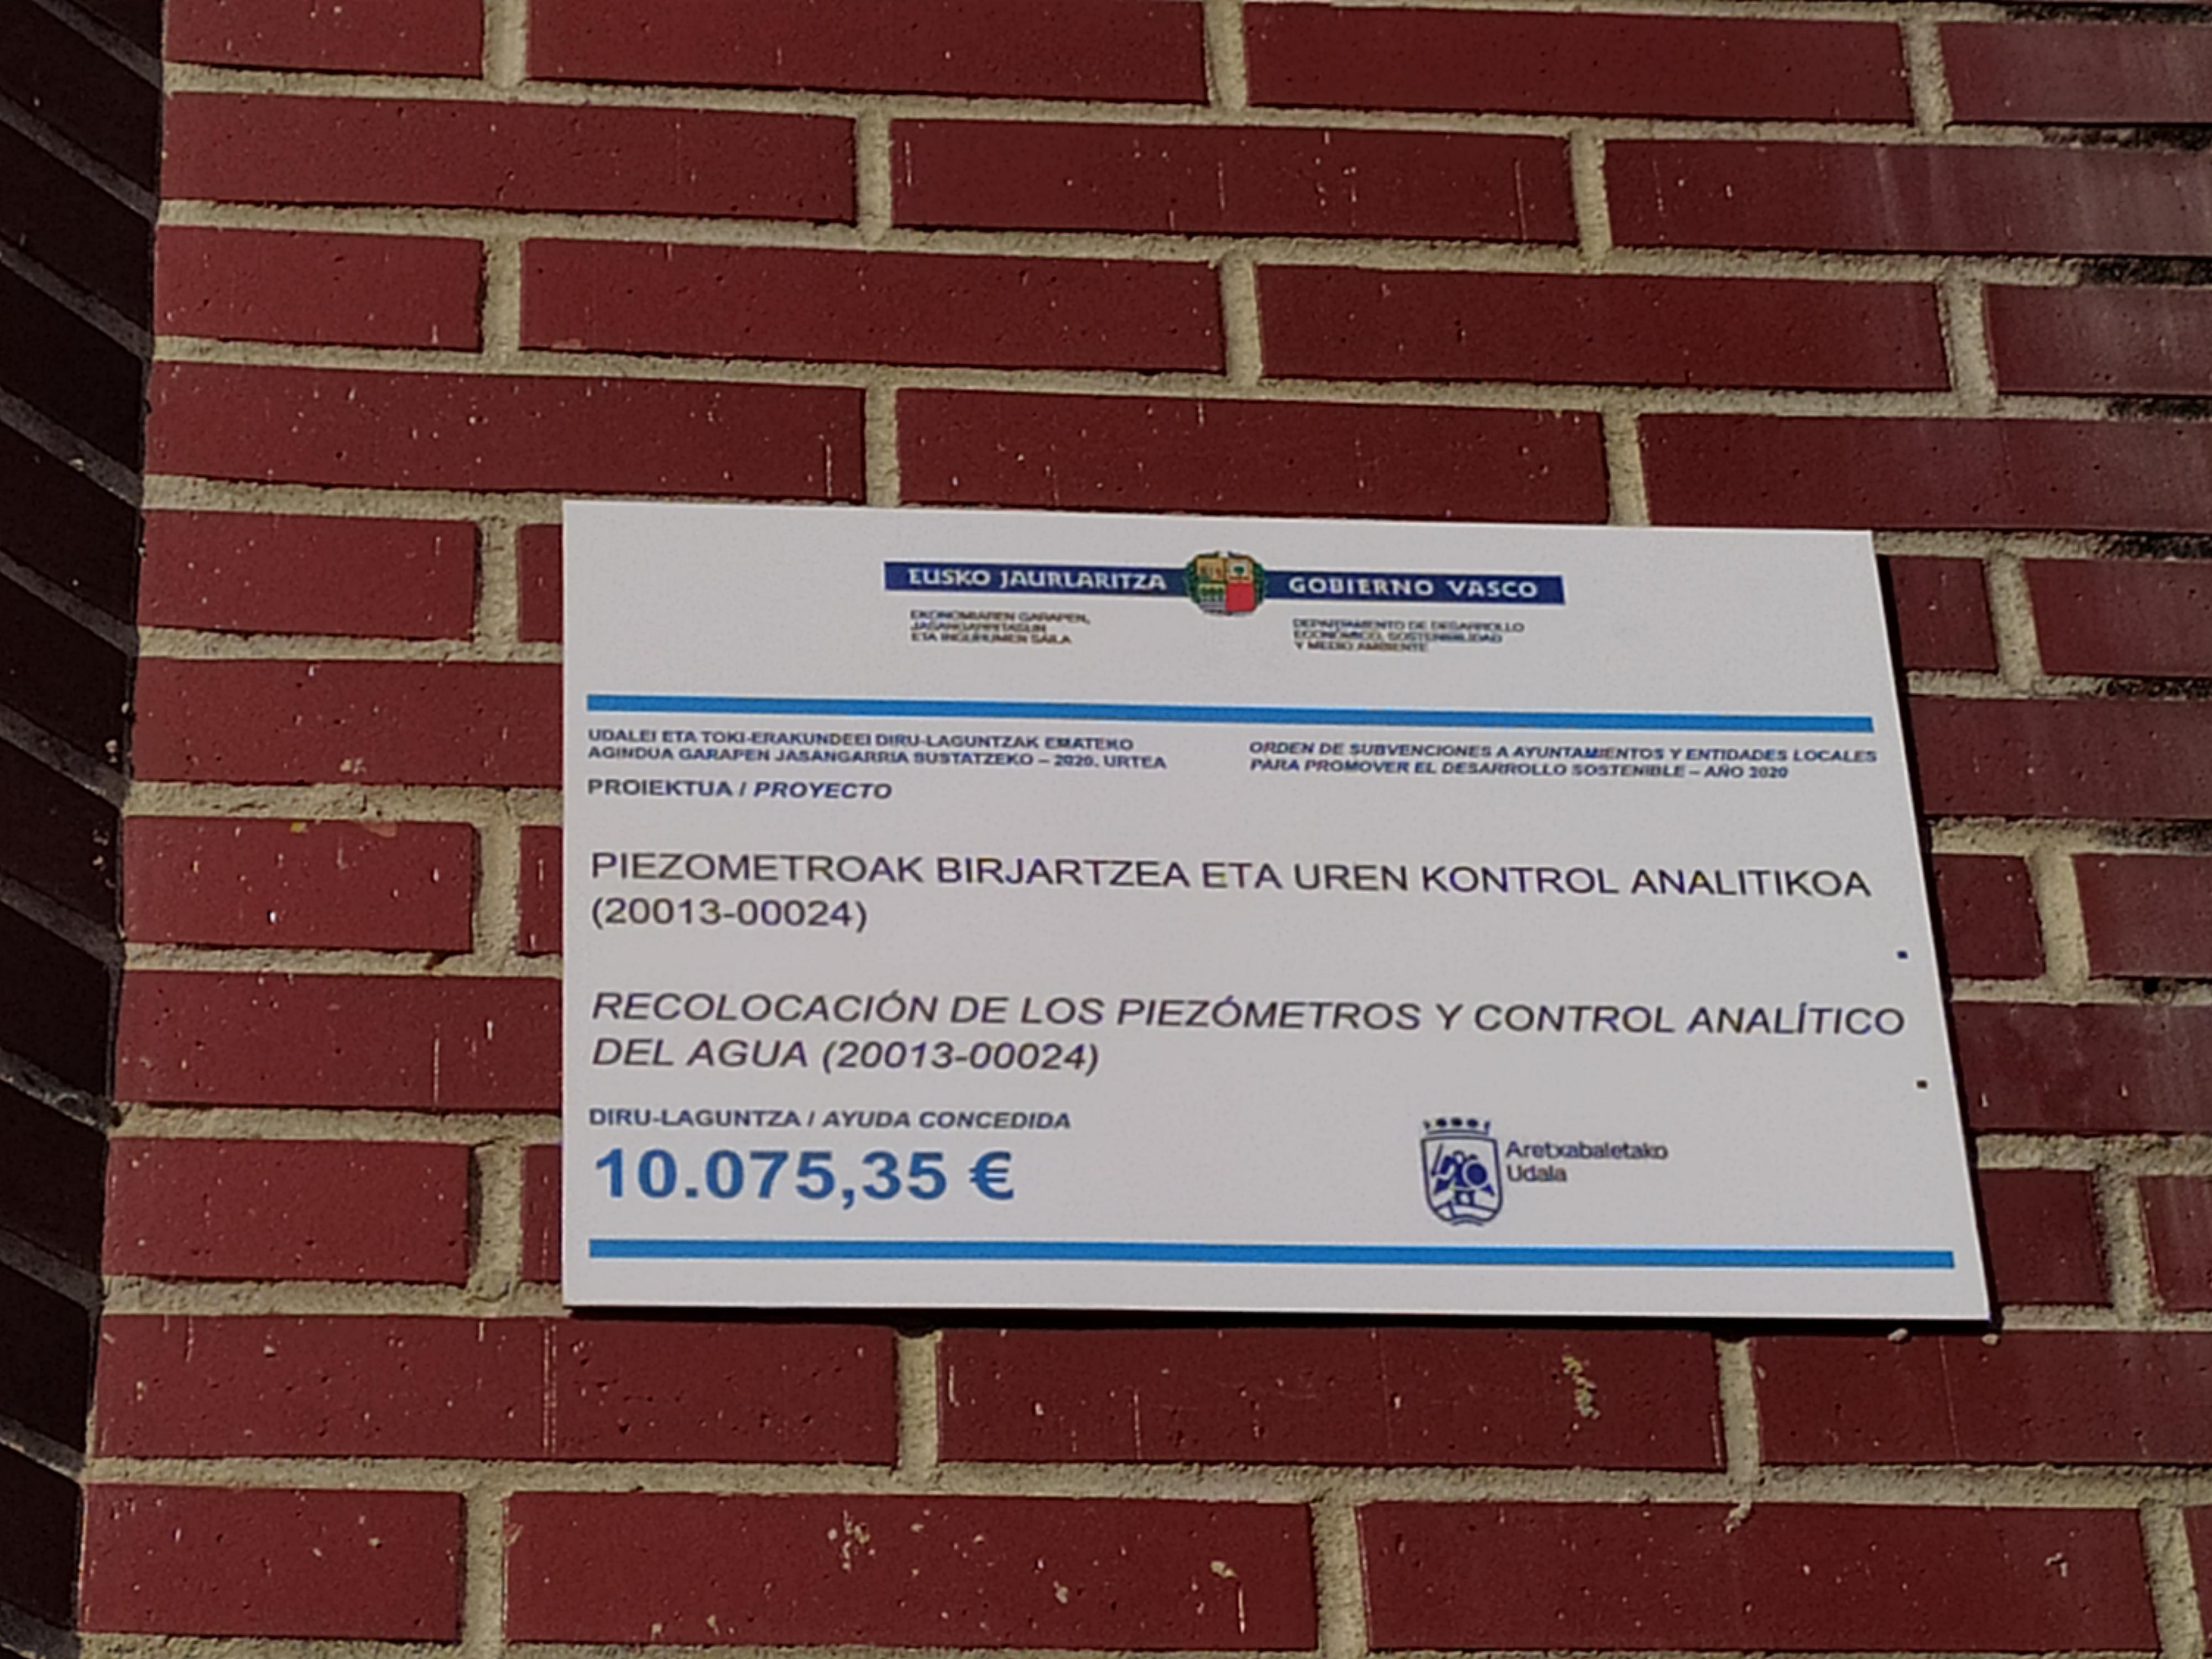 EUSKO JAURLARITZA
GOBIERNO VASCO
EKONOMIAREN GARAPEN,
JASANGARRITASUN
ETA INGURUMEN SAILA
DEPARTAMENTO DE DESARROLLO
ECONÓMICO, SOSTENIBILIDAD
Y MEDIO AMBIENTE
UDALEI ETA TOKI-ERAKUNDEEI DIRU-LAGUNTZAK EMATEKO
AGINDUA GARAPEN JASANGARRIA SUSTATZEKO – 2020. URTEA
ORDEN DE SUBVENCIONES A AYUNTAMIENTOS Y ENTIDADES LOCALES
PARA PROMOVER EL DESARROLLO SOSTENIBLE – AÑO 2020
PROIEKTUA / PROYECTO
PIEZOMETROAK BIRJARTZEA ETA UREN KONTROL ANALITIKOA
(20013-00024)
RECOLOCACIÓN DE LOS PIEZÓMETROS Y CONTROL ANALÍTICO
DEL AGUA (20013-00024)
DIRU-LAGUNTZA / AYUDA CONCEDIDA
10.075,35 €
Aretxabaletako
Udala